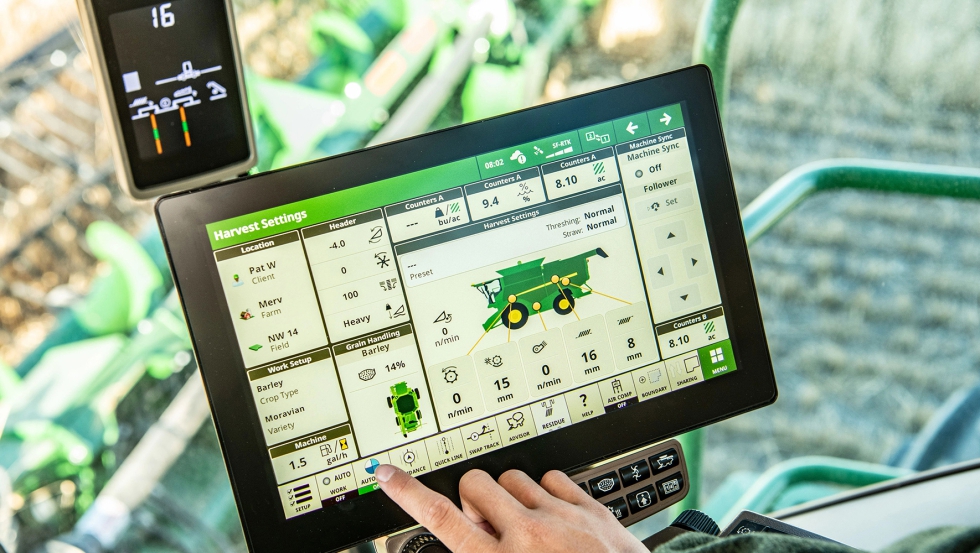 16
08:02
SF-RTK
Harvest Settings
Location
Pat W
Client
Merv
Farm
NW 14
Field
Work Setup
Barley
Crop Type
Moravian
Variety
Machine
1.5
gal/h
Header
-4.0
0
100
Heavy
Grain Handling
Barley
14%
Counters A
---
bu/ac
Counters A
9.4
%
Counters A
8.10
ac
Harvest Settings
---
Preset
Threshing: Normal
Straw: Normal
0
n/min
0
n/min
15
mm
0
n/min
16
mm
8
mm
Machine Sync
Machine Sync
Off
Follower
Set
Counters B
8.10
ac
SETUP
AUTO
WORK
OFF
QUICK LINE
SWAP TRACK
ADVISOR
RESIDUE
?
HELP
AIR COMP
OFF
BOUNDARY
SHARING
MENU